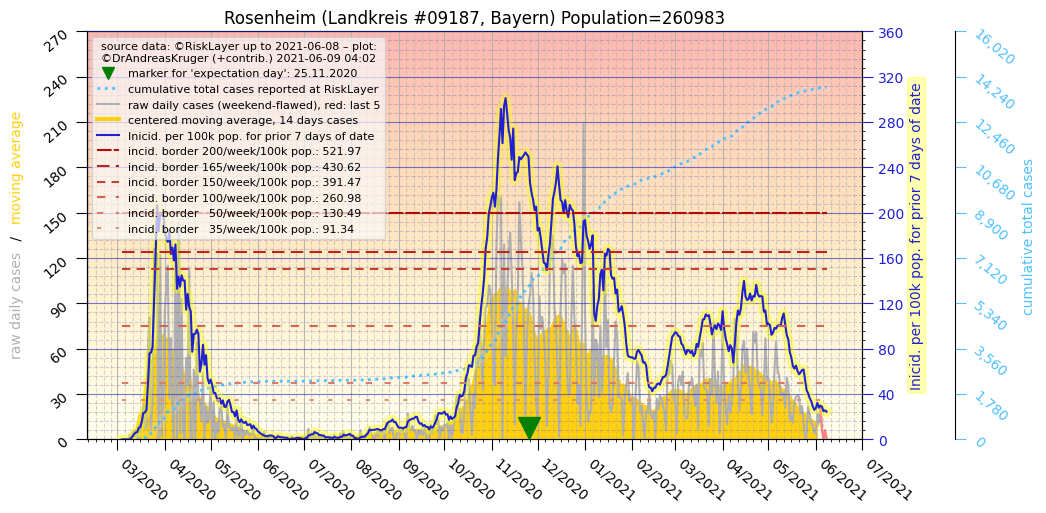 Rosenheim (Landkreis #09187, Bayern) Population=260983
source data: ©RiskLayer up to 2021-06-08 – plot:
©DrAndreasKruger (+contrib.) 2021-06-09 04:02
marker for 'expectation day': 25.11.2020
cumulative total cases reported at RiskLayer
raw daily cases (weekend-flawed), red: last 5
centered moving average, 14 days cases
Inicid. per 100k pop. for prior 7 days of date
incid. border 200/week/100k pop.: 521.97
incid. border 165/week/100k pop.: 430.62
incid. border 150/week/100k pop.: 391.47
incid. border 100/week/100k pop.: 260.98
incid. border   50/week/100k pop.: 130.49
incid. border   35/week/100k pop.: 91.34
raw daily cases / moving average
270
240
210
180
150
120
90
60
30
0
360
320
280
240
200
160
120
80
40
0
Inicid. per 100k pop. for prior 7 days of date
16,020
14,240
12,460
10,680
8,900
7,120
5,340
3,560
1,780
0
cumulative total cases
03/2020
04/2020
05/2020
06/2020
07/2020
08/2020
09/2020
10/2020
11/2020
12/2020
01/2021
02/2021
03/2021
04/2021
05/2021
06/2021
07/2021